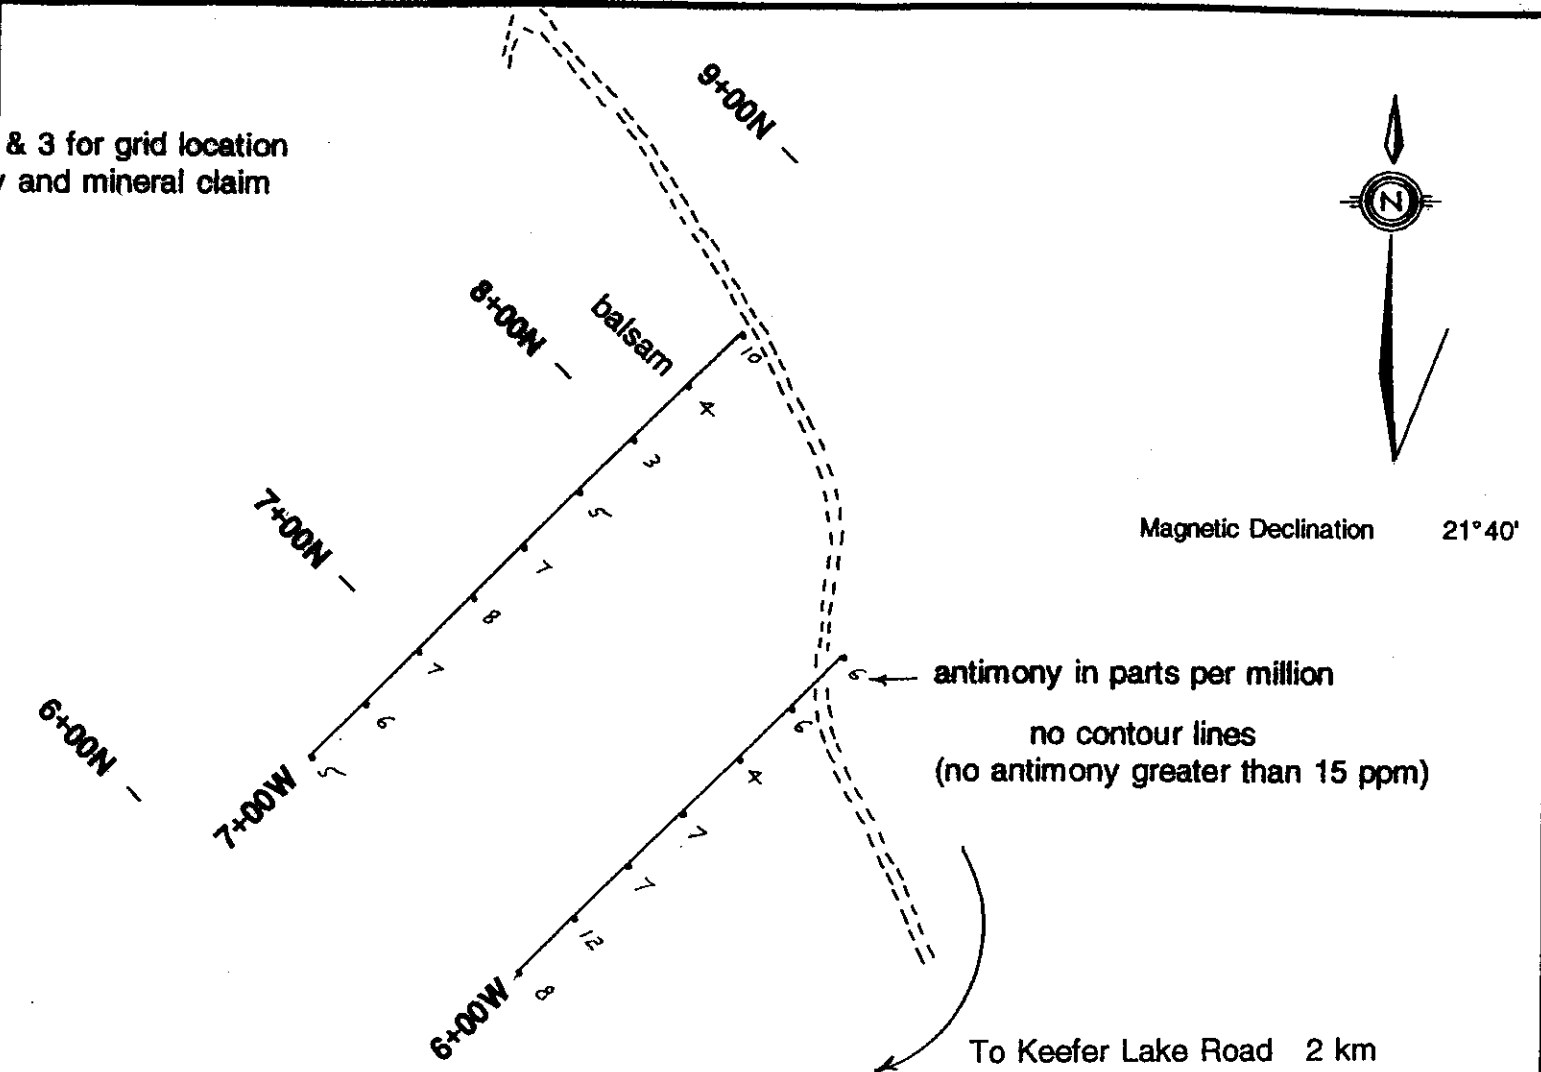 9+00N –
& 3 for grid location
and mineral claim
N
8+00N –
balsam
10
4
3
5
7
8
7
6
5
7+00N –
Magnetic Declination 21°40'
6 ← antimony in parts per million
6
4
7
7
12
8
no contour lines
(no antimony greater than 15 ppm)
6+00N –
7+00W
6+00W
To Keefer Lake Road 2 km